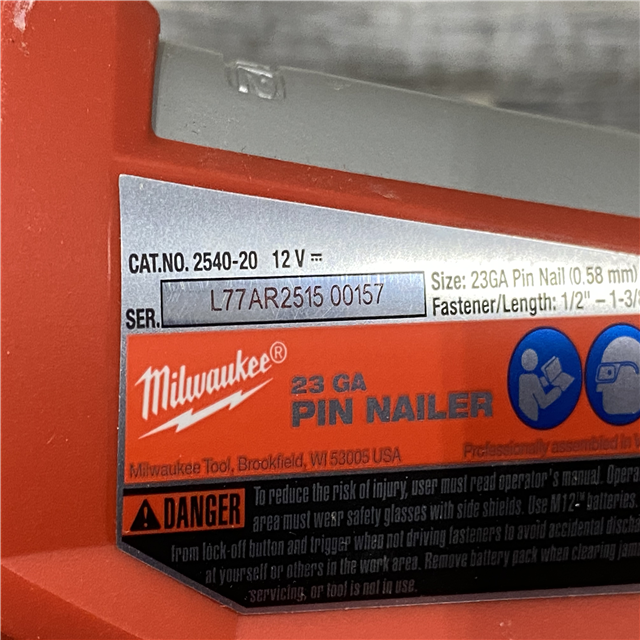 CAT.NO. 2540-20 12 V ⎓
SER. L77AR2515 00157
Size: 23GA Pin Nail (0.58 mm)
Fastener/Length: 1/2" – 1-3/8
Milwaukee®
23 GA
PIN NAILER
Milwaukee Tool, Brookfield, WI 53005 USA
Professionally assembled in
DANGER
To reduce the risk of injury, user must read operator's manual.
area must wear safety glasses with side shields. Use M12™ batteries
from lock-off button and trigger when not driving fasteners to avoid accidental
at yourself or others in the work area. Remove battery pack when clearing
servicing, or tool is not in use.